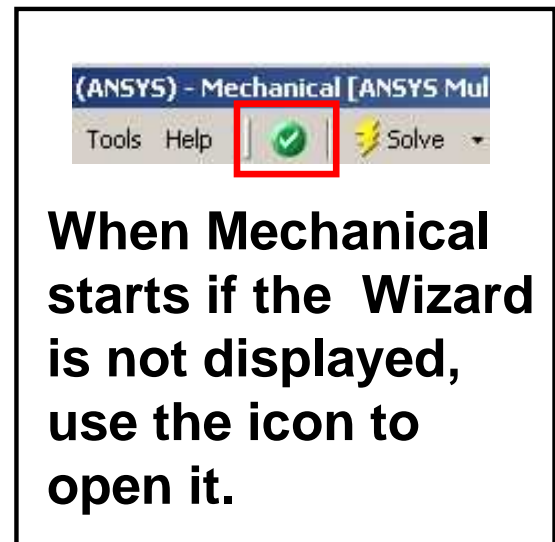 (ANSYS) - Mechanical [ANSYS Mul
Tools Help Solve
When Mechanical
starts if the Wizard
is not displayed,
use the icon to
open it.